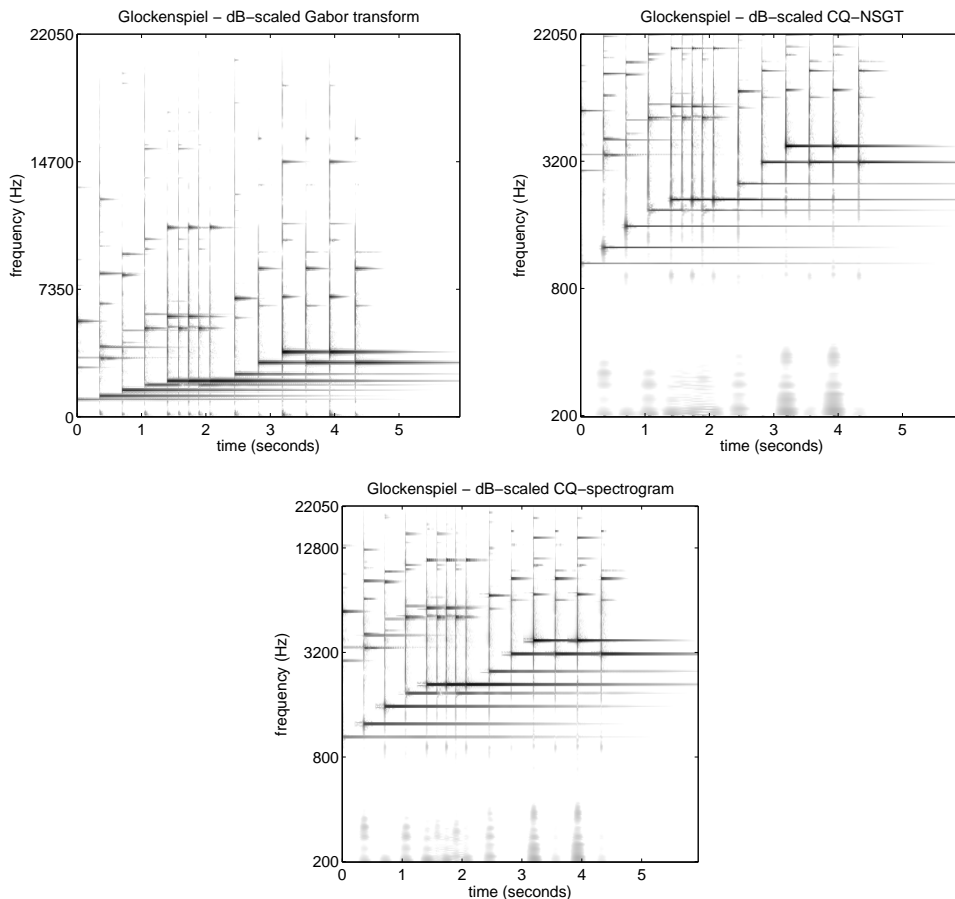 Glockenspiel − dB−scaled Gabor transform
22050
14700
7350
0
frequency (Hz)
0 1 2 3 4 5
time (seconds)
Glockenspiel − dB−scaled CQ−NSGT
22050
3200
800
200
frequency (Hz)
0 1 2 3 4 5
time (seconds)
Glockenspiel − dB−scaled CQ−spectrogram
22050
12800
3200
800
200
frequency (Hz)
0 1 2 3 4 5
time (seconds)